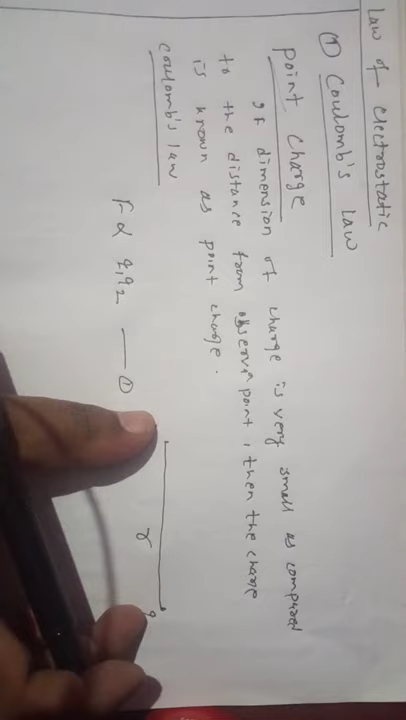 Law of electrostatic
① Coulomb's Law
Point Charge
If dimension of charge is very small as compared
to the distance from observn point, then the charge
is known as point charge.
Coulomb's law
F α q1q2 — ①
r